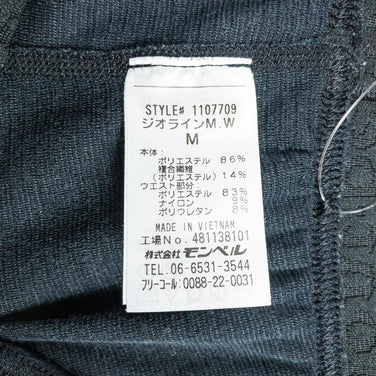 STYLE# 1107709
ジオラインM.W.
M
本体:
ポリエステル 86%
複合繊維
(ポリエステル)14%
ウエスト部分:
ポリエステル 83%
ナイロン 9%
ポリウレタン 8%
MADE IN VIETNAM
工場No. 481138101
株式会社モンベル
TEL. 06-6531-3544
フリーコール:0088-22-0031